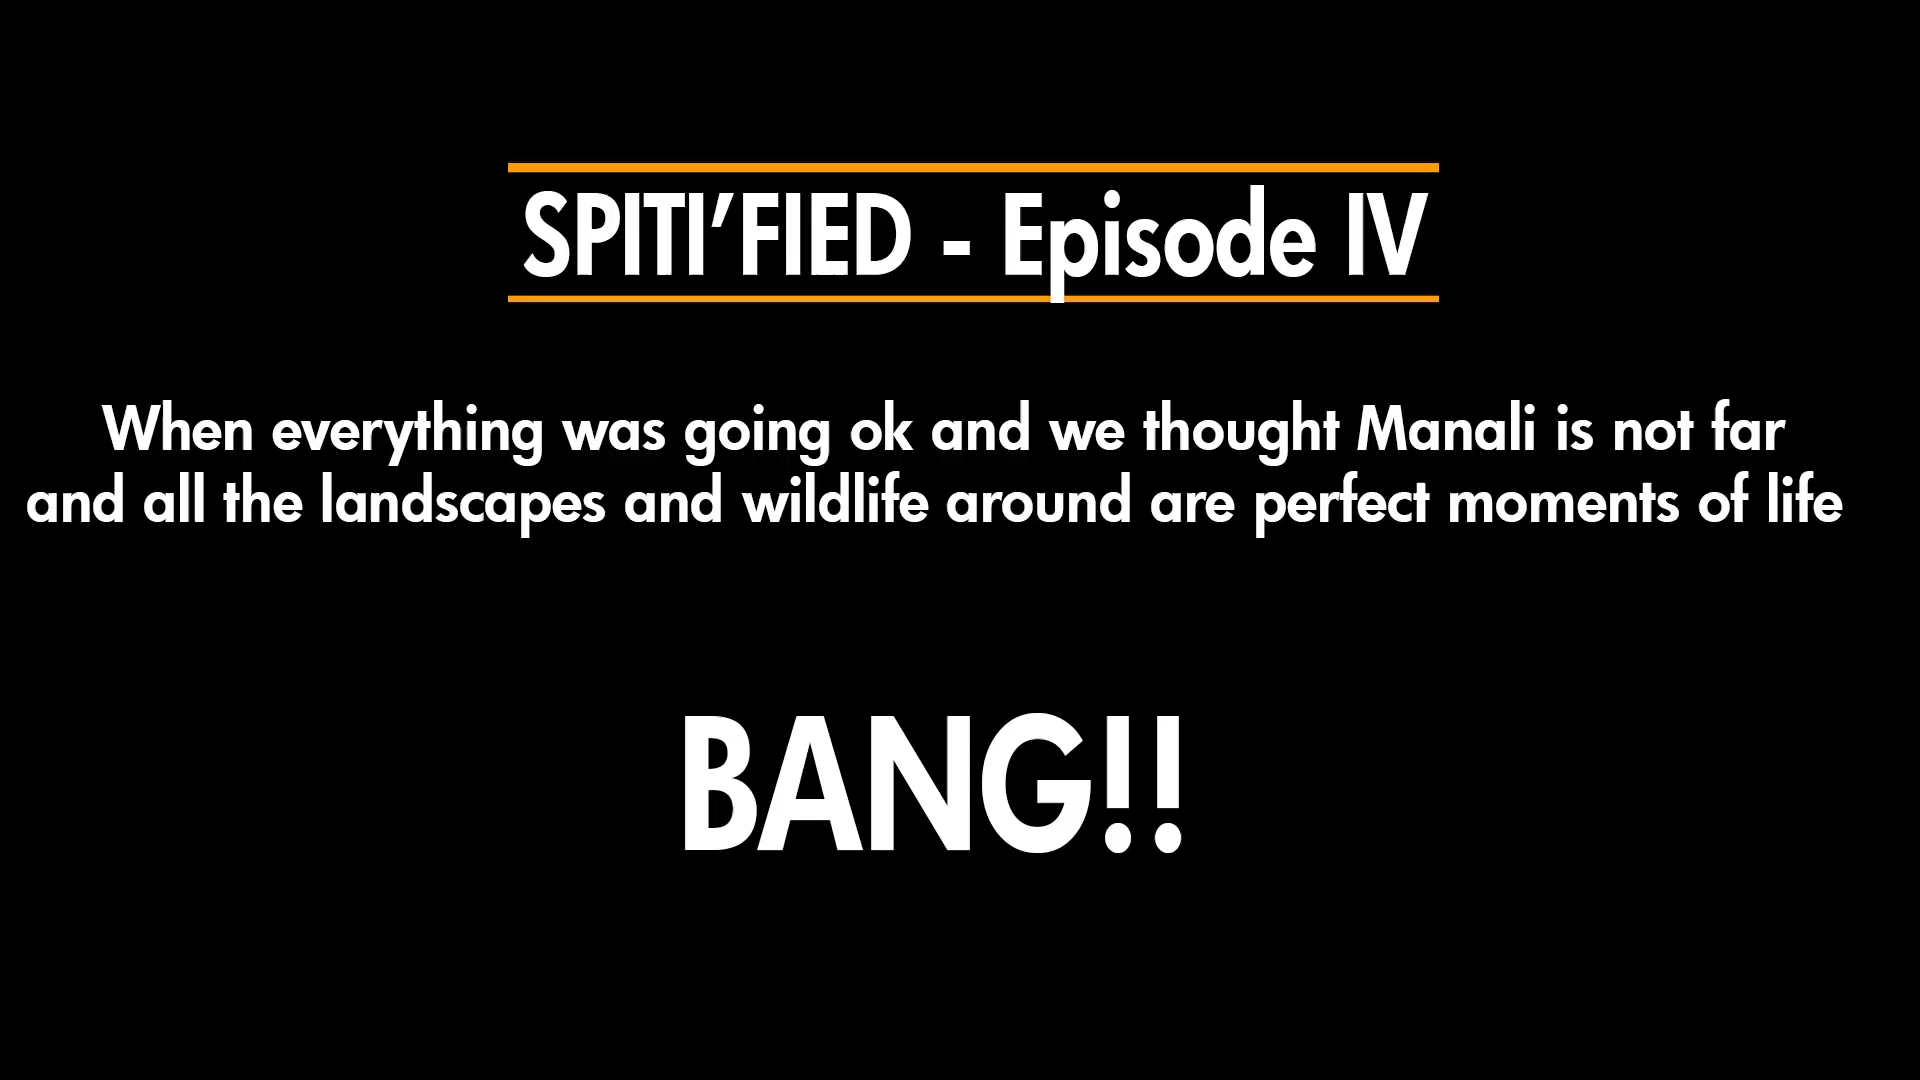 SPITI’FIED - Episode IV
When everything was going ok and we thought Manali is not far
and all the landscapes and wildlife around are perfect moments of life
BANG!!